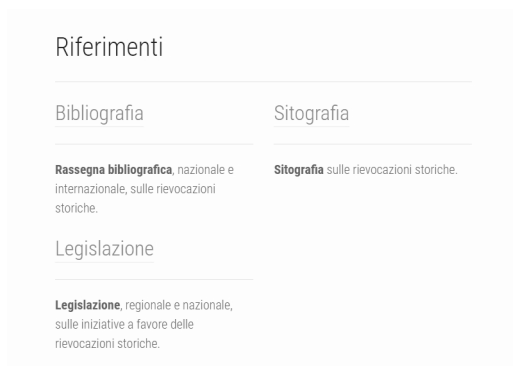 Riferimenti
Bibliografia
Rassegna bibliografica, nazionale e
internazionale, sulle rievocazioni
storiche.
Sitografia
Sitografia sulle rievocazioni storiche.
Legislazione
Legislazione, regionale e nazionale,
sulle iniziative a favore delle
rievocazioni storiche.